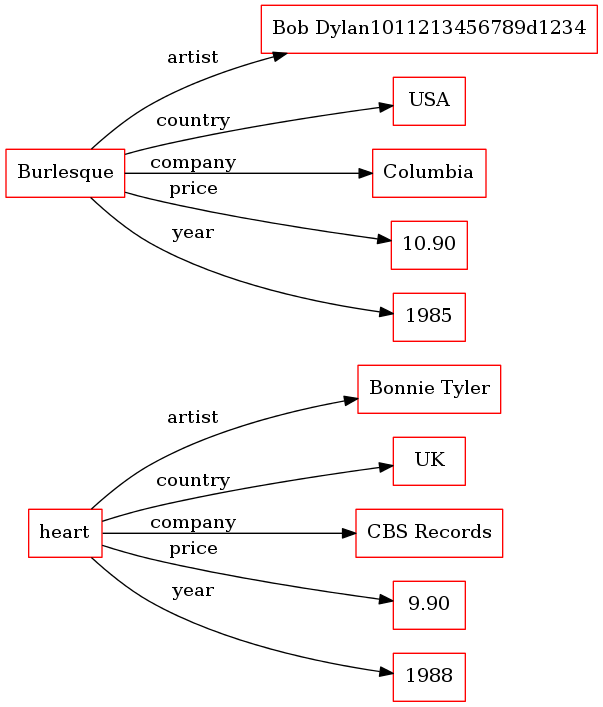 Bob Dylan1011213456789d1234
artist
USA
country
Burlesque
company
Columbia
price
10.90
year
1985
Bonnie Tyler
artist
UK
country
heart
company
CBS Records
price
9.90
year
1988